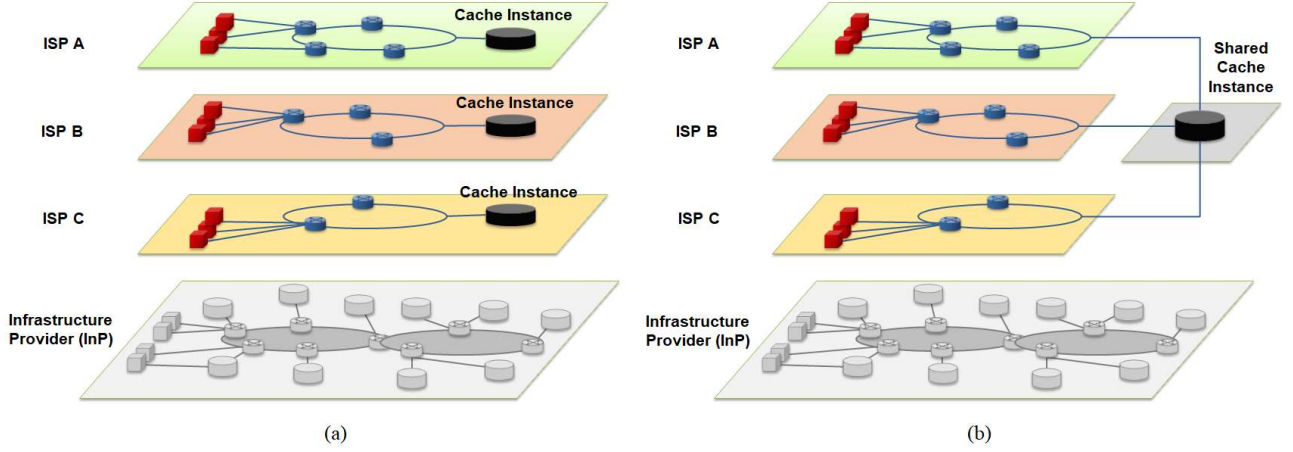 ISP A
Cache Instance
ISP B
Cache Instance
ISP C
Cache Instance
Infrastructure
Provider (InP)
(a)
ISP A
Shared
Cache
Instance
ISP B
ISP C
Infrastructure
Provider (InP)
(b)